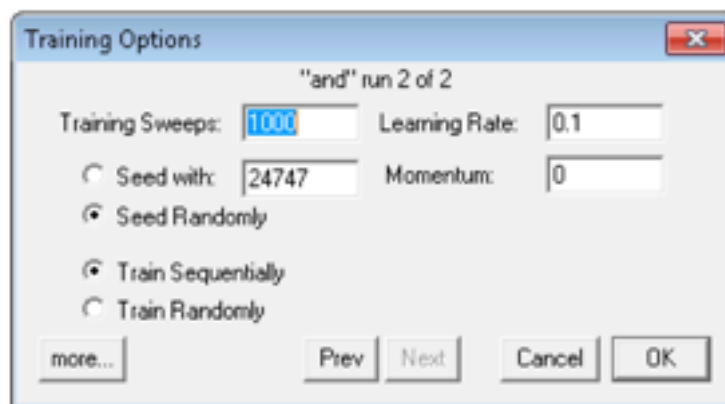 Training Options
"and" run 2 of 2
Training Sweeps: 1000 Learning Rate: 0.1
Seed with: 24747 Momentum: 0
Seed Randomly
Train Sequentially
Train Randomly
more... Prev Next Cancel OK